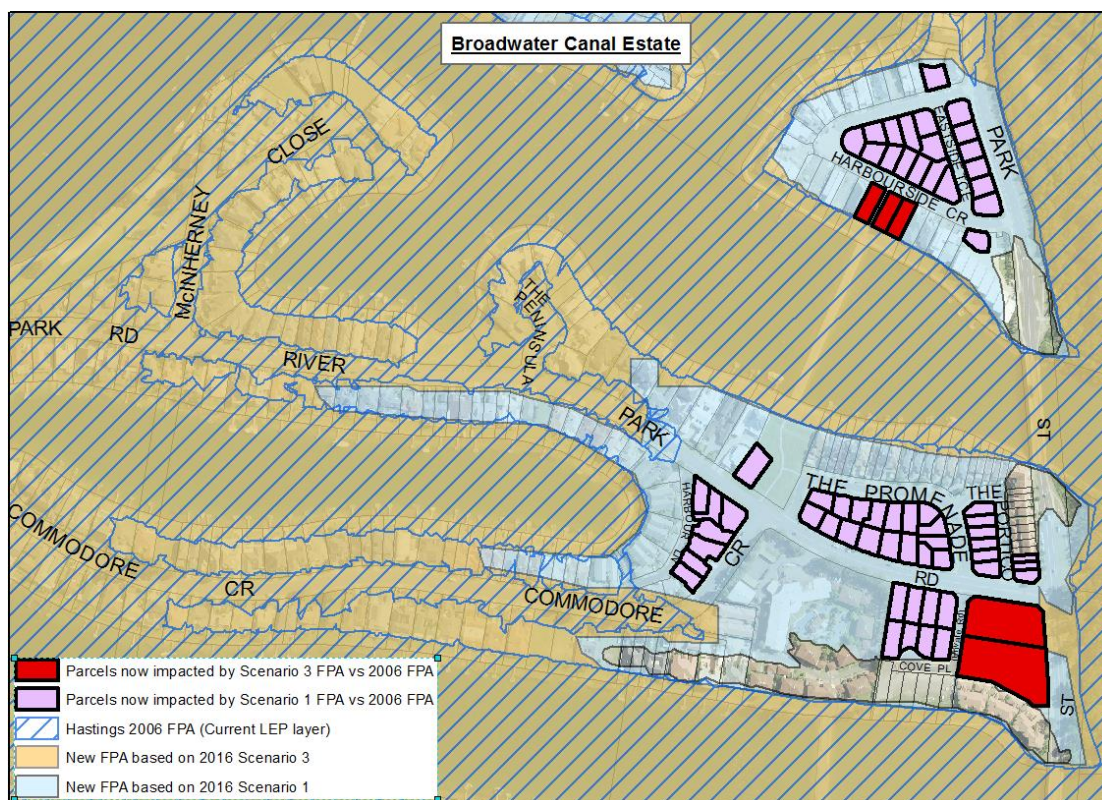 Broadwater Canal Estate
CLOSE
McINHERNEY
PARK
RD
RIVER
THE
PENINSULA
PARK
EASTSIDE TCE
PARK
HARBOURSIDE CR
ST
HARBOUR
CR
THE PROMENADE
THE PORTICO
RD
COMMODORE
CR
COMMODORE
COVE PL
ST
Parcels now impacted by Scenario 3 FPA vs 2006 FPA
Parcels now impacted by Scenario 1 FPA vs 2006 FPA
Hastings 2006 FPA (Current LEP layer)
New FPA based on 2016 Scenario 3
New FPA based on 2016 Scenario 1